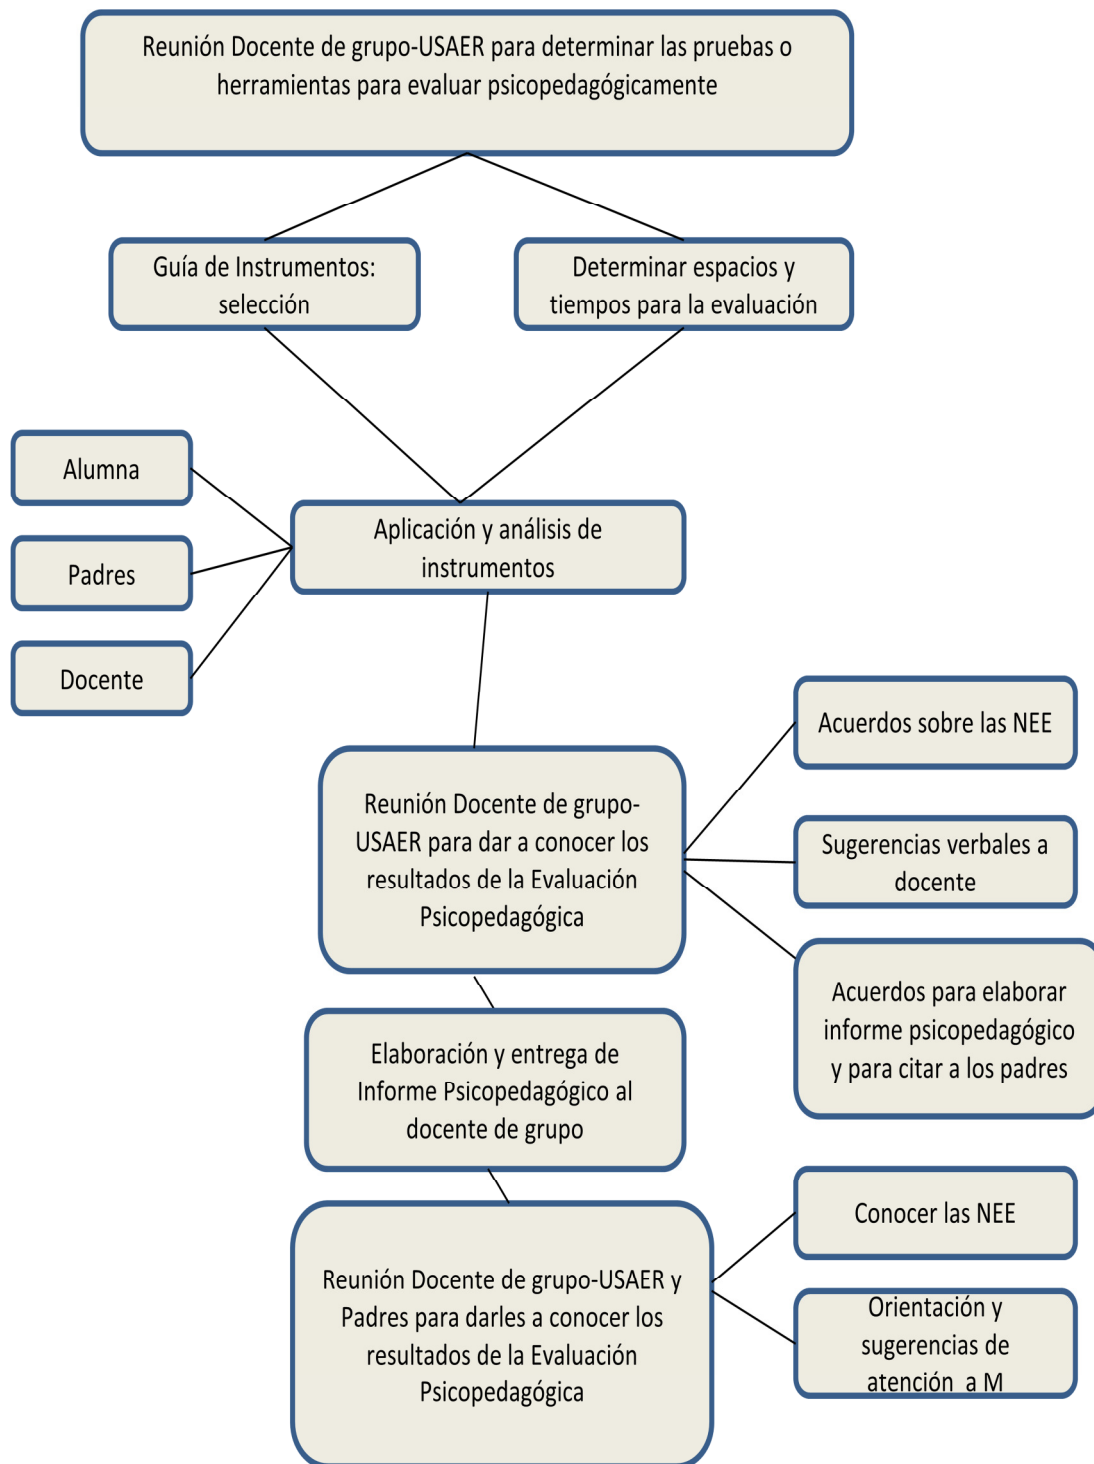 Reunión Docente de grupo-USAER para determinar las pruebas o
herramientas para evaluar psicopedagógicamente
Guía de Instrumentos:
selección
Determinar espacios y
tiempos para la evaluación
Alumna
Padres
Docente
Aplicación y análisis de
instrumentos
Reunión Docente de grupo-
USAER para dar a conocer los
resultados de la Evaluación
Psicopedagógica
Acuerdos sobre las NEE
Sugerencias verbales a
docente
Acuerdos para elaborar
informe psicopedagógico
y para citar a los padres
Elaboración y entrega de
Informe Psicopedagógico al
docente de grupo
Reunión Docente de grupo-USAER y
Padres para darles a conocer los
resultados de la Evaluación
Psicopedagógica
Conocer las NEE
Orientación y
sugerencias de
atención a M